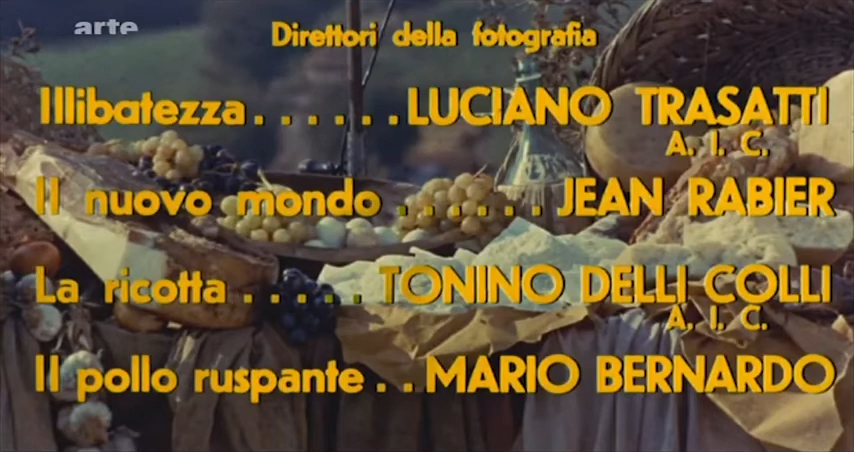 arte
Direttori della fotografia
Illibatezza......LUCIANO TRASATTI
A. I. C.
Il nuovo mondo......JEAN RABIER
La ricotta.....TONINO DELLI COLLI
A. I. C.
Il pollo ruspante..MARIO BERNARDO